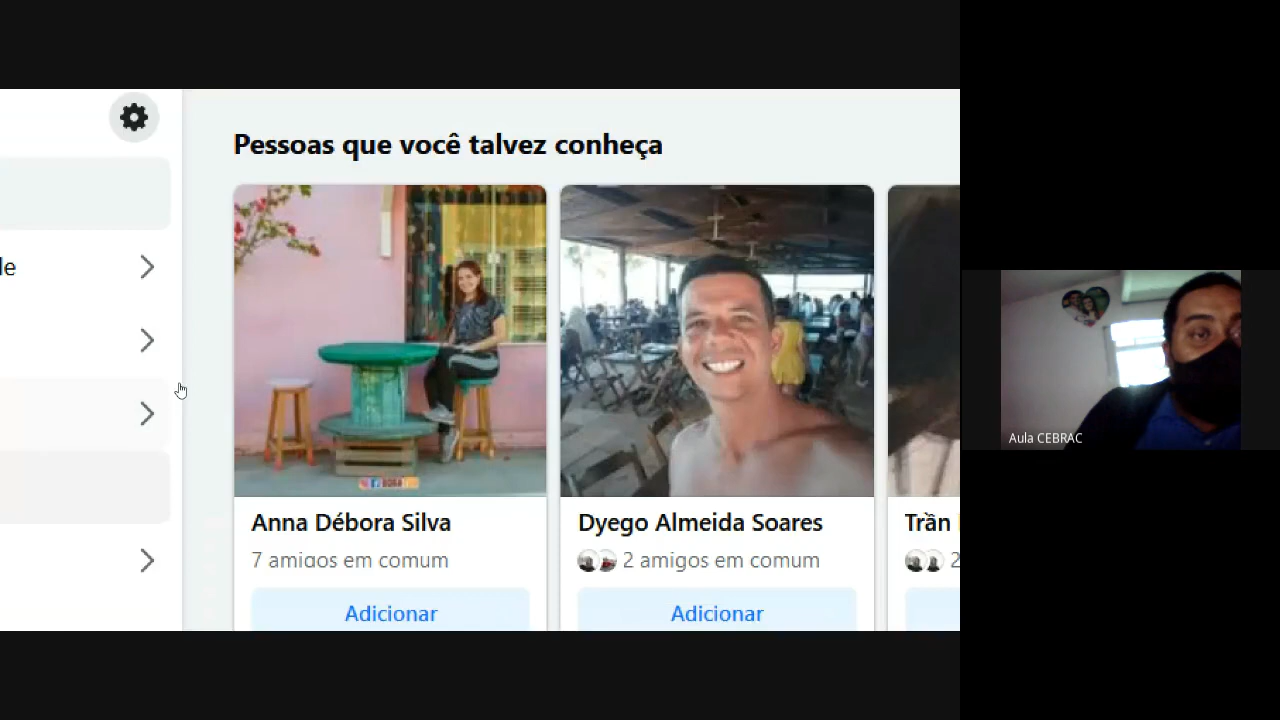 Pessoas que você talvez conheça
le
Anna Débora Silva
7 amigos em comum
Adicionar
Dyego Almeida Soares
2 amigos em comum
Adicionar
Trần
2
Aula CEBRAC